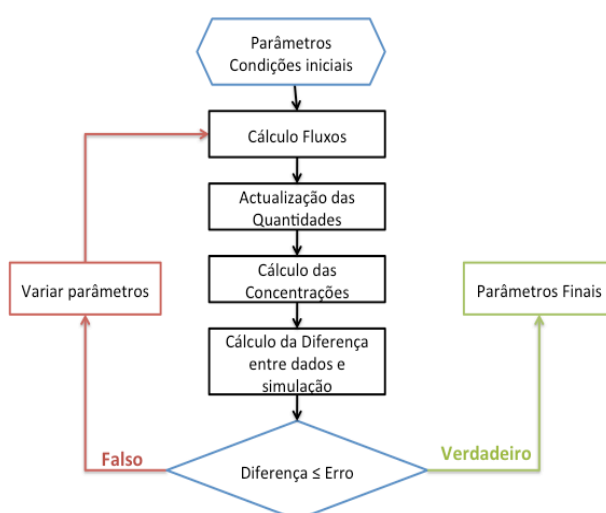 Parâmetros
Condições iniciais
Cálculo Fluxos
Actualização das
Quantidades
Cálculo das
Concentrações
Variar parâmetros
Parâmetros Finais
Cálculo da Diferença
entre dados e
simulação
Falso
Verdadeiro
Diferença ≤ Erro